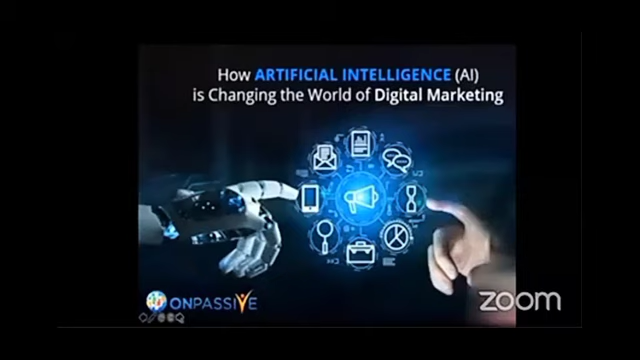 How ARTIFICIAL INTELLIGENCE (AI)
is Changing the World of Digital Marketing
ONPASSIVE
zoom